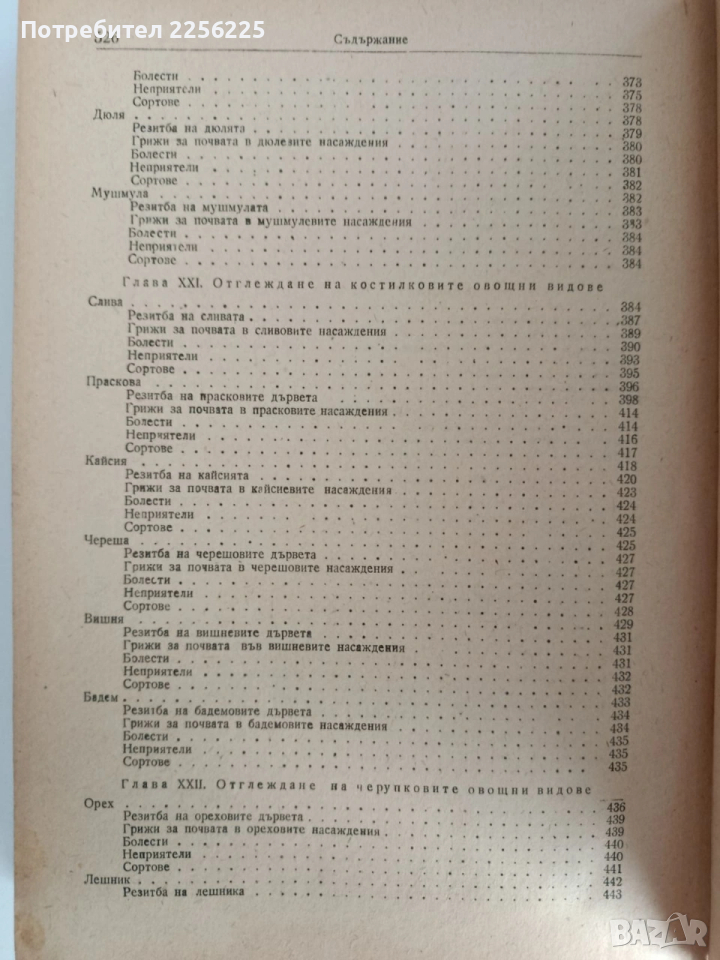 Потребител 2256225
Съдържание
Болести 373
Неприятели 375
Сортове 378
Дюля 378
Резитба на дюлята 379
Грижи за почвата в дюлевите насаждения 380
Болести 380
Неприятели 381
Сортове 382
Мушмула 382
Резитба на мушмулата 383
Грижи за почвата в мушмулевите насаждения 383
Болести 384
Неприятели 384
Сортове 384
Глава XXI. Отглеждане на костилковите овощни видове
Слива 384
Резитба на сливата 387
Грижи за почвата в сливовите насаждения 389
Болести 390
Неприятели 393
Сортове 395
Праскова 396
Резитба на прасковите дървета 398
Грижи за почвата в прасковите насаждения 414
Болести 414
Неприятели 416
Сортове 417
Кайсия 418
Резитба на кайсията 420
Грижи за почвата в кайсиевите насаждения 423
Болести 424
Неприятели 424
Сортове 425
Череша 425
Резитба на черешовите дървета 427
Грижи за почвата в черешовите насаждения 427
Болести 427
Неприятели 427
Сортове 428
Вишня 429
Резитба на вишневите дървета 431
Грижи за почвата във вишневите насаждения 431
Болести 431
Неприятели 432
Сортове 432
Бадем 433
Резитба на бадемовите дървета 434
Грижи за почвата в бадемовите насаждения 434
Болести 435
Неприятели 435
Сортове 435
Глава XXII. Отглеждане на черупковите овощни видове
Орех 436
Резитба на ореховите дървета 439
Грижи за почвата в ореховите насаждения 439
Болести 440
Неприятели 440
Сортове 441
Лешник 442
Резитба на лешника 443
BAZAR